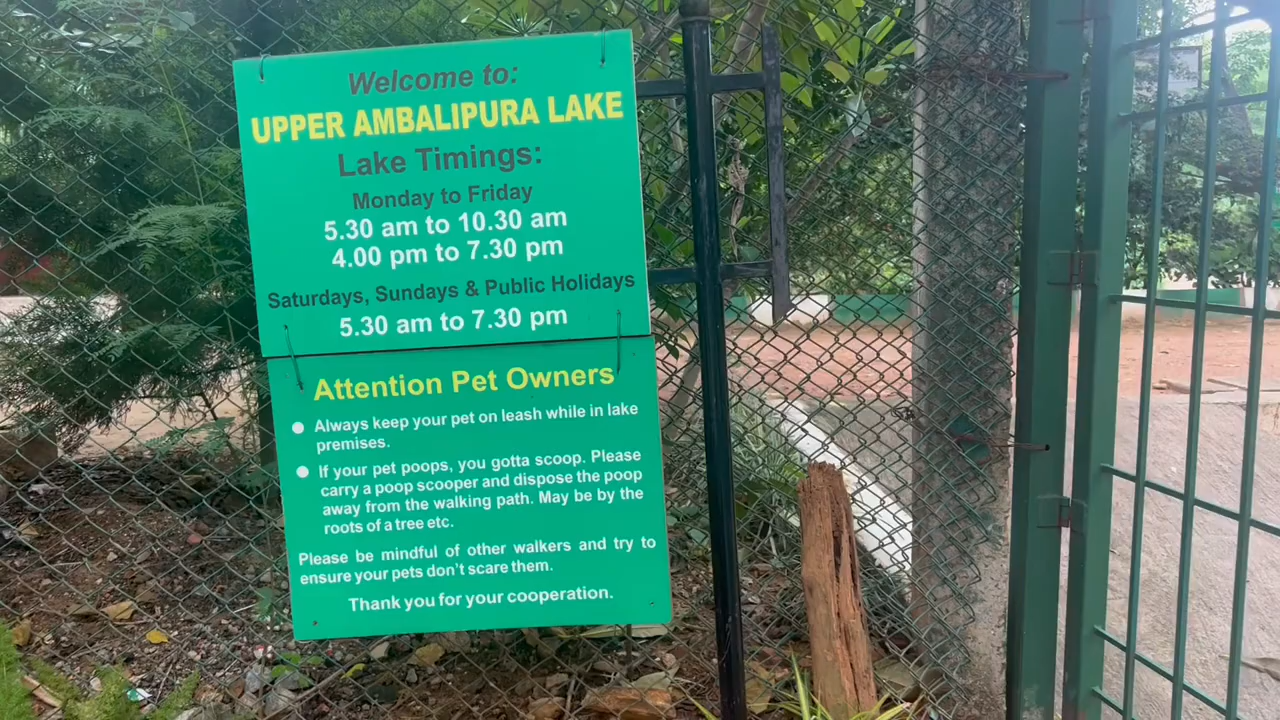 Welcome to:
UPPER AMBALIPURA LAKE
Lake Timings:
Monday to Friday
5.30 am to 10.30 am
4.00 pm to 7.30 pm
Saturdays, Sundays & Public Holidays
5.30 am to 7.30 pm
Attention Pet Owners
Always keep your pet on leash while in lake
premises.
If your pet poops, you gotta scoop. Please
carry a poop scooper and dispose the poop
away from the walking path. May be by the
roots of a tree etc.
Please be mindful of other walkers and try to
ensure your pets don't scare them.
Thank you for your cooperation.